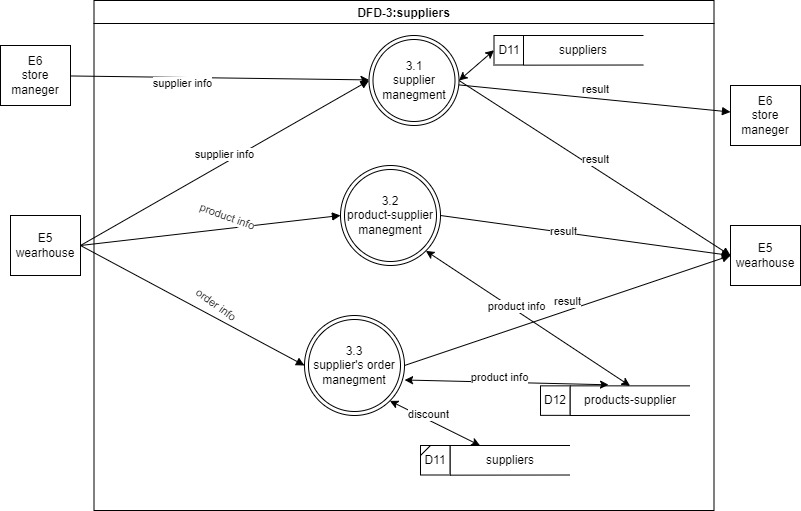 DFD-3:suppliers
E6
store
maneger
supplier info
3.1
supplier
manegment
D11
suppliers
result
E6
store
maneger
supplier info
result
3.2
product-supplier
manegment
product info
result
E5
wearhouse
E5
wearhouse
order info
product info
result
3.3
supplier's order
manegment
product info
D12
products-supplier
discount
D11
suppliers